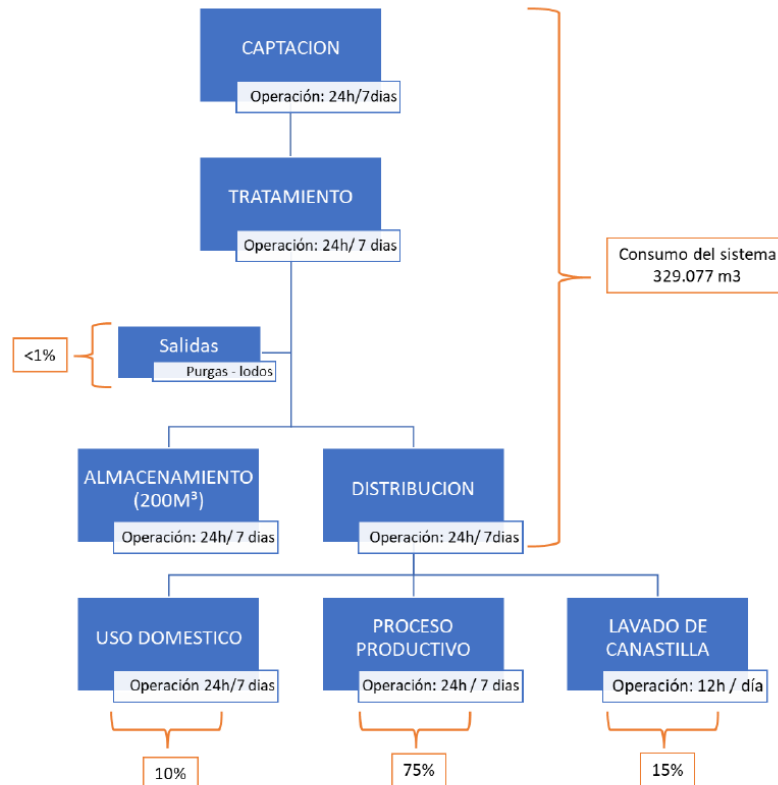 CAPTACION
Operación: 24h/7dias
TRATAMIENTO
Operación: 24h/ 7 dias
Consumo del sistema
329.077 m3
<1%
Salidas
Purgas - lodos
ALMACENAMIENTO
(200M³)
Operación: 24h/ 7 dias
DISTRIBUCION
Operación: 24h/ 7dias
USO DOMESTICO
Operación 24h/7 dias
PROCESO
PRODUCTIVO
Operación: 24h / 7 dias
LAVADO DE
CANASTILLA
Operación: 12h / día
10%
75%
15%